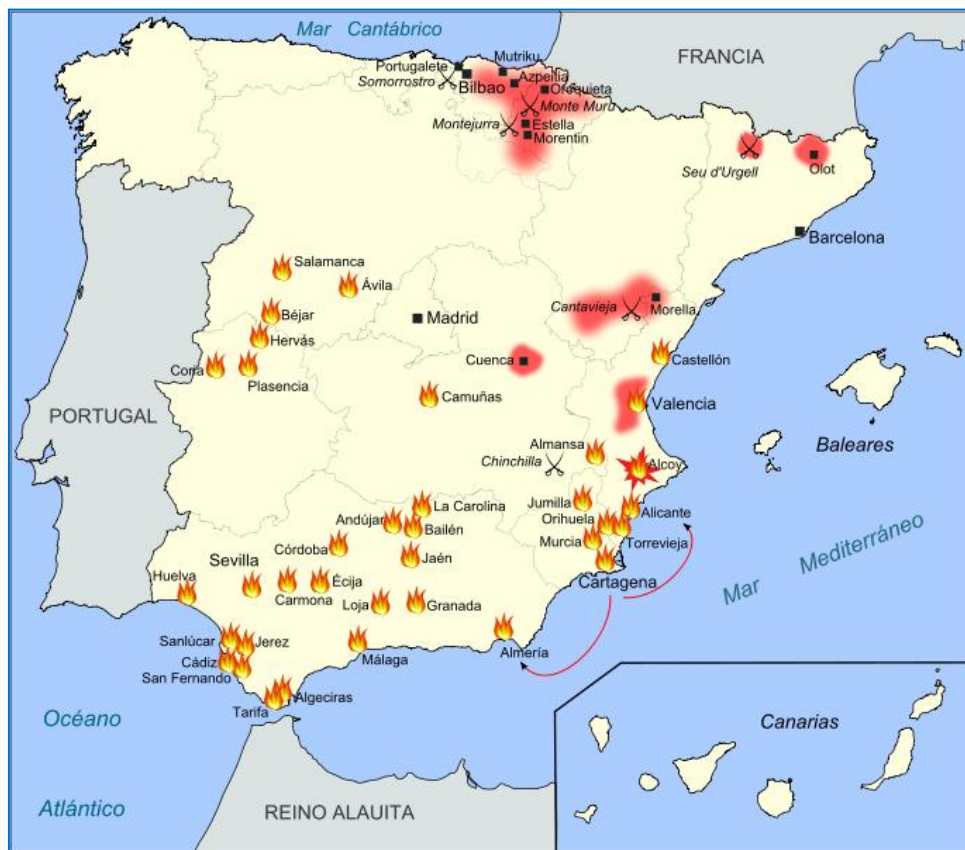 Mar Cantábrico
FRANCIA
Mutriku
Portugalete
Azpeitia
Somorrostro
Bilbao
Oroquieta
Monte Muru
Montejurra
Estella
Morentin
Seu d'Urgell
Olot
Barcelona
Salamanca
Ávila
Béjar
Cantavieja
Morella
Madrid
Hervás
Cuenca
Castellón
Coria
Plasencia
Camuñas
Valencia
PORTUGAL
Baleares
Almansa
Chinchilla
Alcoy
Jumilla
La Carolina
Alicante
Andújar
Bailén
Orihuela
Murcia
Torrevieja
Córdoba
Jaén
Sevilla
Cartagena
Mar Mediterráneo
Huelva
Écija
Carmona
Loja
Granada
Sanlúcar
Jerez
Málaga
Almería
Cádiz
San Fernando
Algeciras
Tarifa
Océano
Atlántico
Canarias
REINO ALAUITA